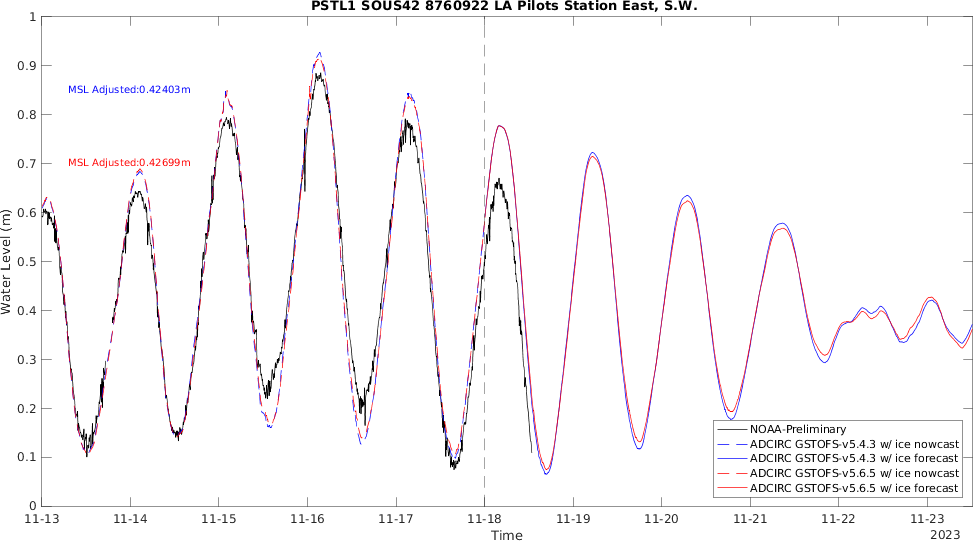 PSTL1 SOUS42 8760922 LA Pilots Station East, S.W.
1
0.9
0.8
0.7
0.6
0.5
0.4
0.3
0.2
0.1
0
Water Level (m)
MSL Adjusted:0.42403m
MSL Adjusted:0.42699m
NOAA-Preliminary
ADCIRC GSTOFS-v5.4.3 w/ ice nowcast
ADCIRC GSTOFS-v5.4.3 w/ ice forecast
ADCIRC GSTOFS-v5.6.5 w/ ice nowcast
ADCIRC GSTOFS-v5.6.5 w/ ice forecast
11-13 11-14 11-15 11-16 11-17 11-18 11-19 11-20 11-21 11-22 11-23
Time
2023